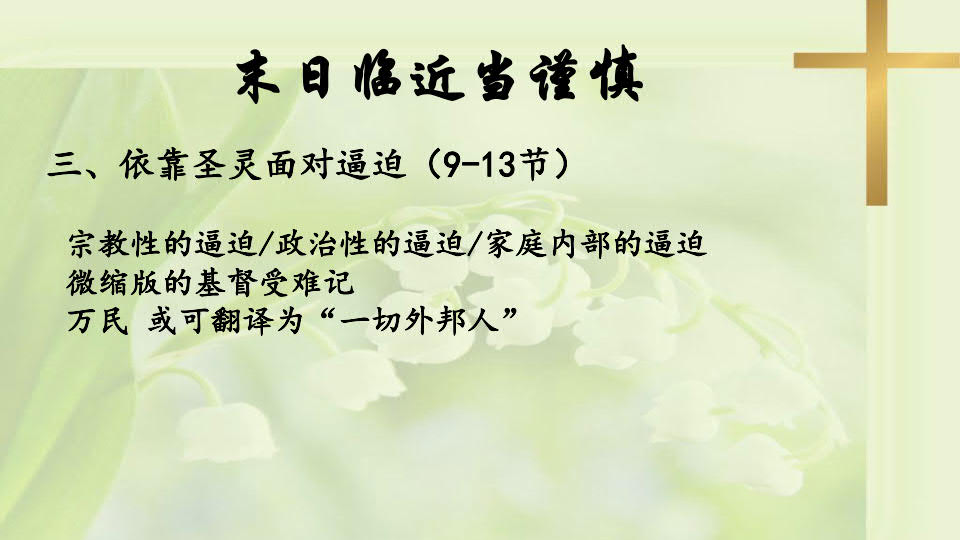 末日临近当谨慎
三、依靠圣灵面对逼迫（9-13节）
宗教性的逼迫/政治性的逼迫/家庭内部的逼迫
微缩版的基督受难记
万民 或可翻译为“一切外邦人”